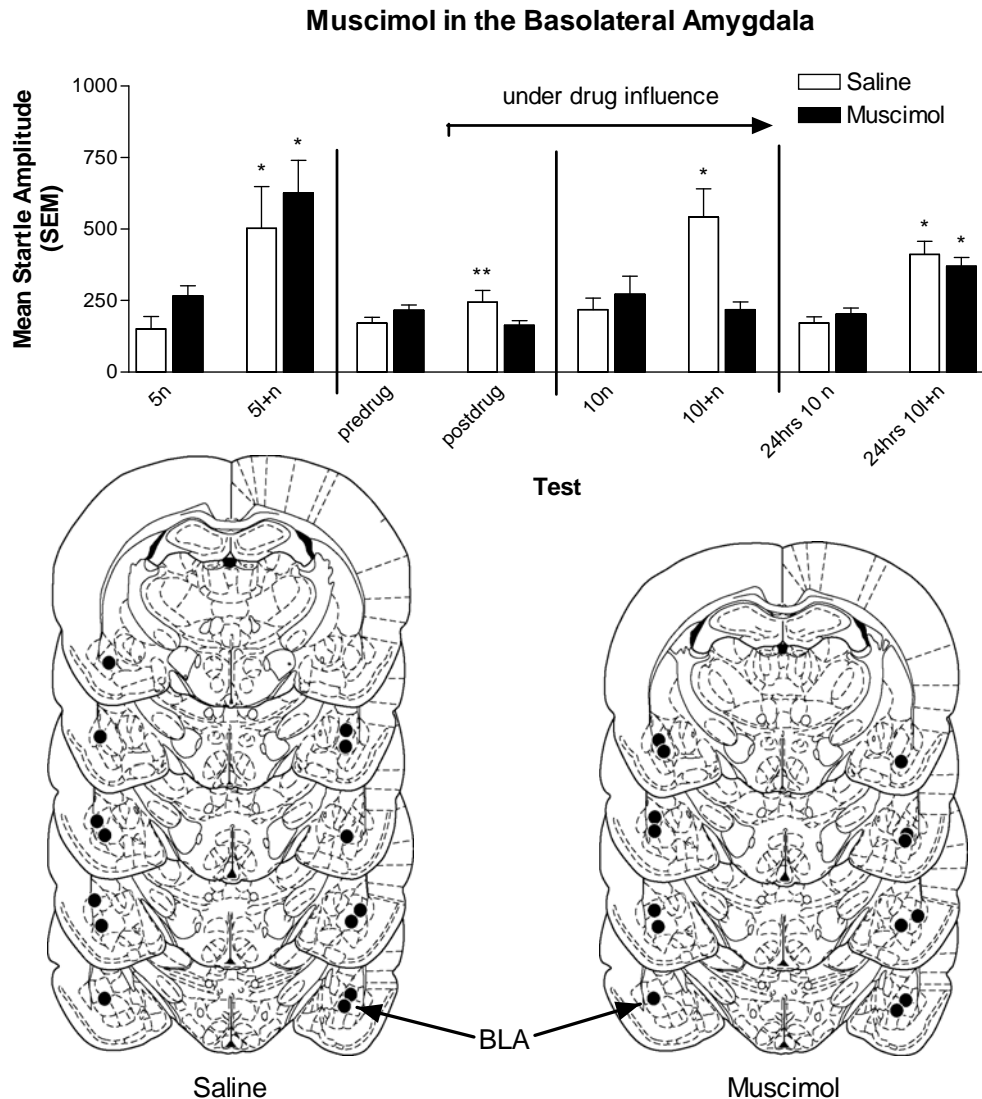 Muscimol in the Basolateral Amygdala
Mean Startle Amplitude
(SEM)
1000
750
500
250
0
under drug influence
Saline
Muscimol
*
*
**
*
*
*
5n
5l+n
predrug
postdrug
10n
10l+n
24hrs 10 n
24hrs 10l+n
Test
BLA
Saline
Muscimol